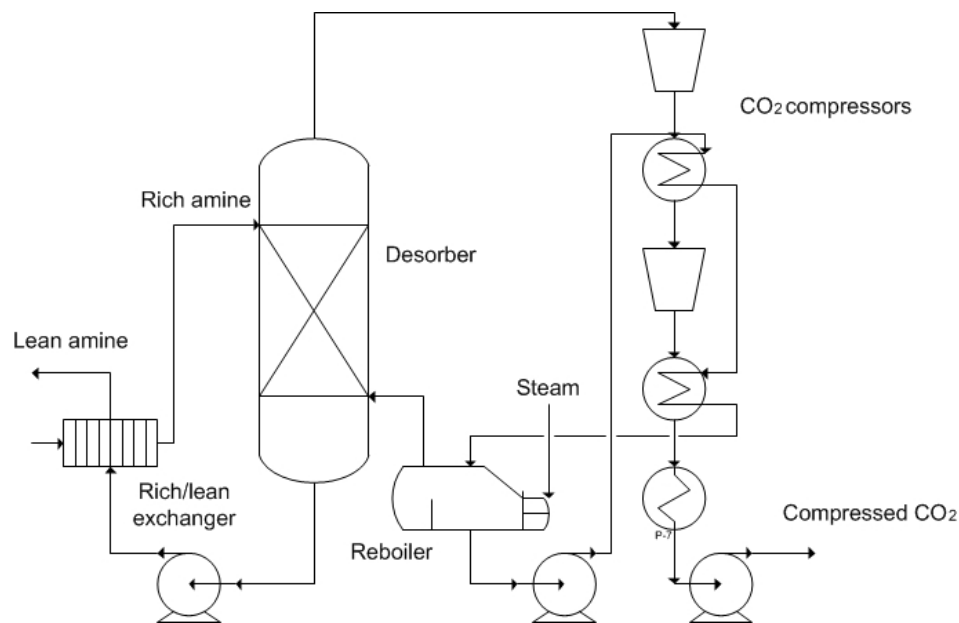 CO₂ compressors
Rich amine
Desorber
Lean amine
Steam
Rich/lean
exchanger
Reboiler
P-7
Compressed CO₂